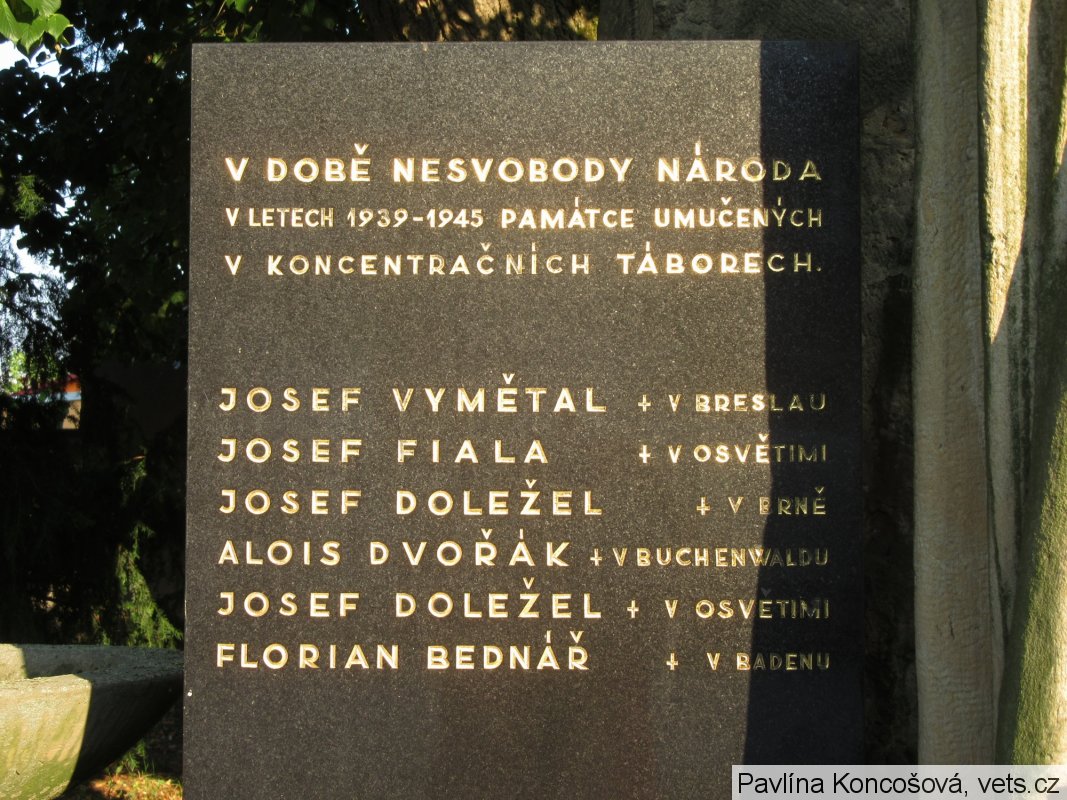 V DOBĚ NESVOBODY NÁRODA
V LETECH 1939-1945 PAMÁTCE UMUČENÝCH
V KONCENTRAČNÍCH TÁBORECH.
JOSEF VYMĚTAL + V BRESLAU
JOSEF FIALA + V OSVĚTIMI
JOSEF DOLEŽEL + V BRNĚ
ALOIS DVOŘÁK + V BUCHENWALDU
JOSEF DOLEŽEL + V OSVĚTIMI
FLORIAN BEDNÁŘ + V BADENU
Pavlína Koncošová, vets.cz